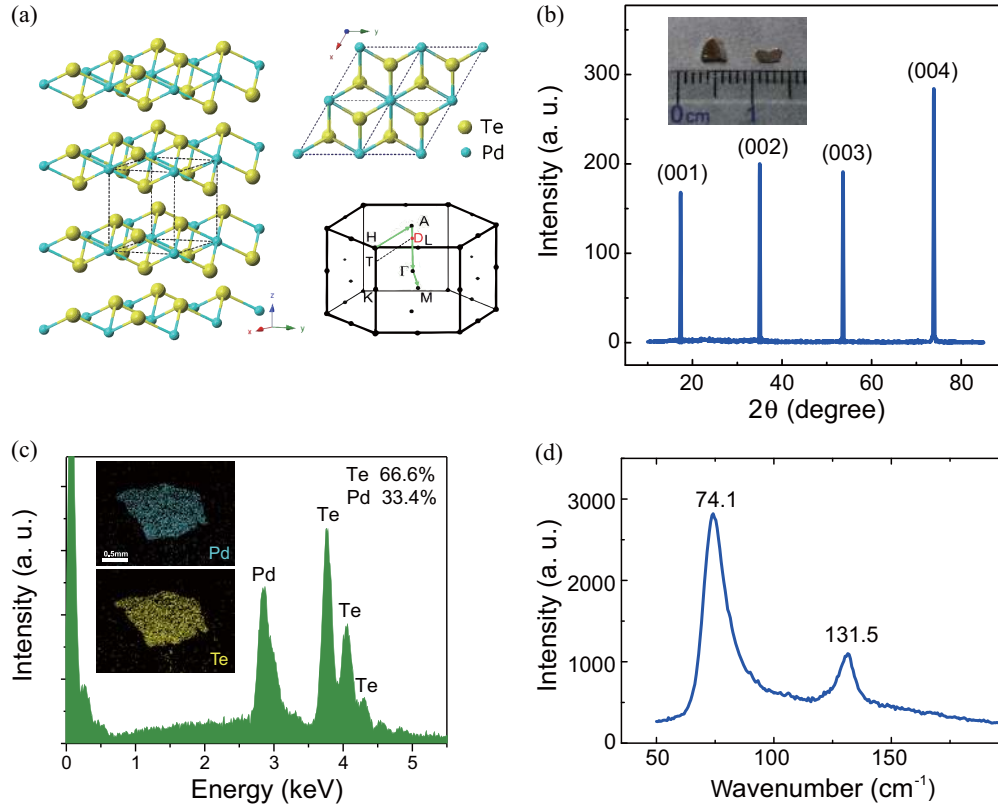 (a)
x
y
Te
Pd
H
A
D
L
T
Γ
K
M
z
x
y
(b)
Intensity (a. u.)
300
200
100
0
0cm 1
(001)
(002)
(003)
(004)
20 40 60 80
2θ (degree)
(c)
Intensity (a. u.)
0.5mm
Pd
Te
Te 66.6%
Pd 33.4%
Pd
Te
Te
Te
0 1 2 3 4 5
Energy (keV)
(d)
Intensity (a. u.)
3000
2000
1000
0
74.1
131.5
50 100 150
Wavenumber (cm⁻¹)